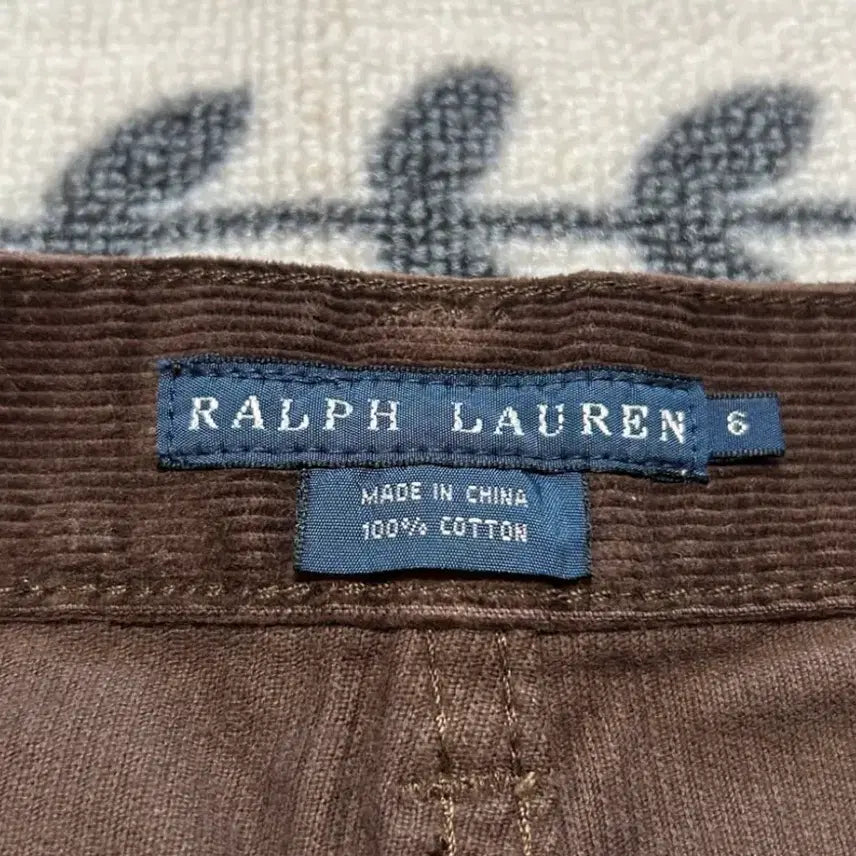 RALPH LAUREN
6
MADE IN CHINA
100% COTTON